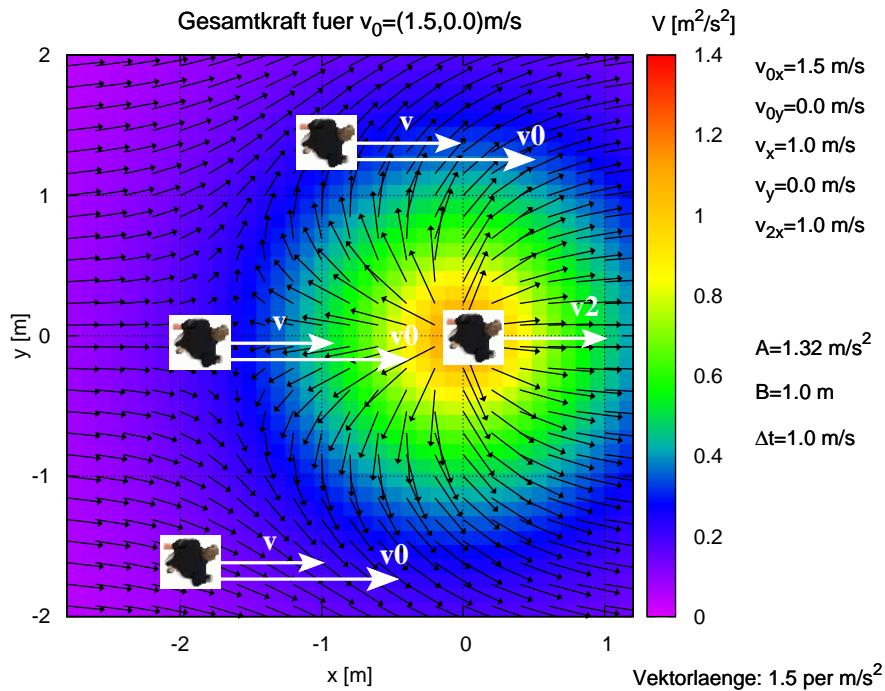 Gesamtkraft fuer v0=(1.5,0.0)m/s
V [m²/s²]
2
1
0
-1
-2
y [m]
-2
-1
0
1
x [m]
v
v0
v
v0
v2
v
v0
1.4
1.2
1
0.8
0.6
0.4
0.2
0
v0x=1.5 m/s
v0y=0.0 m/s
vx=1.0 m/s
vy=0.0 m/s
v2x=1.0 m/s
A=1.32 m/s²
B=1.0 m
Δt=1.0 m/s
Vektorlaenge: 1.5 per m/s²